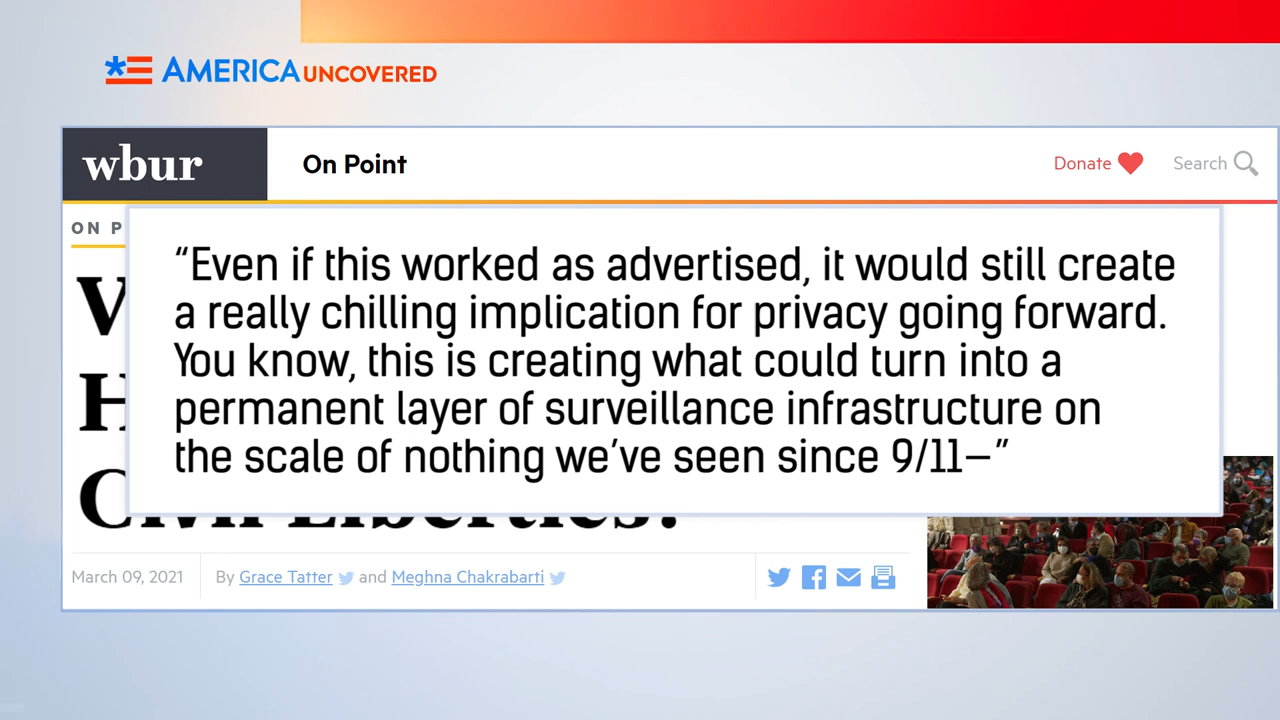 AMERICA UNCOVERED
wbur
On Point
Donate
Search
ON P
“Even if this worked as advertised, it would still create
a really chilling implication for privacy going forward.
You know, this is creating what could turn into a
permanent layer of surveillance infrastructure on
the scale of nothing we’ve seen since 9/11—”
Civil Liberties?
March 09, 2021
By Grace Tatter and Meghna Chakrabarti